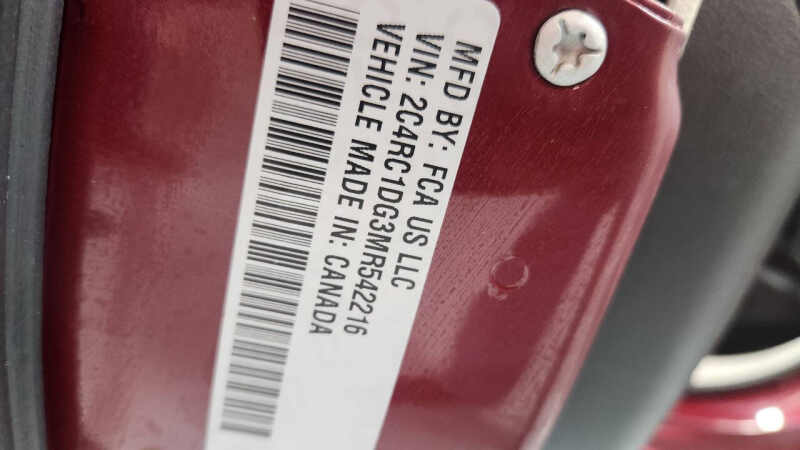 MFD BY: FCA US LLC
VIN: 2C4RC1DG3MR542216
VEHICLE MADE IN: CANADA